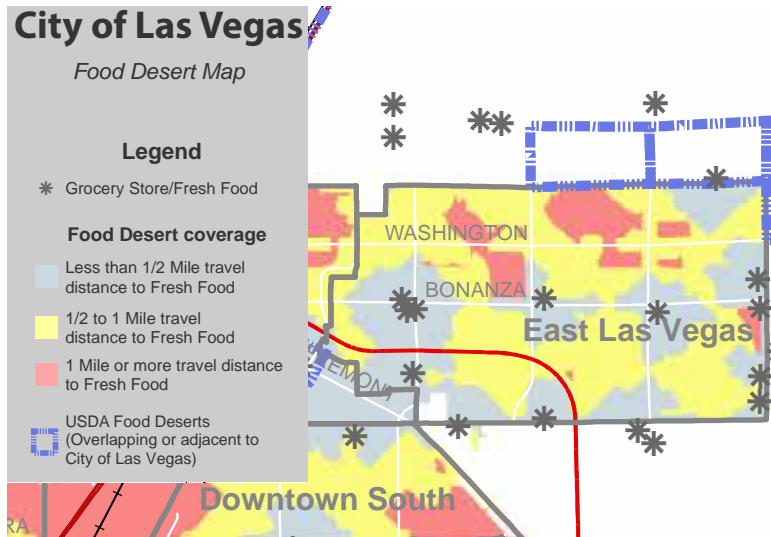 City of Las Vegas
Food Desert Map
Legend
Grocery Store/Fresh Food
Food Desert coverage
Less than 1/2 Mile travel
distance to Fresh Food
1/2 to 1 Mile travel
distance to Fresh Food
1 Mile or more travel distance
to Fresh Food
USDA Food Deserts
(Overlapping or adjacent to
City of Las Vegas)
WASHINGTON
BONANZA
East Las Vegas
Downtown South
RA